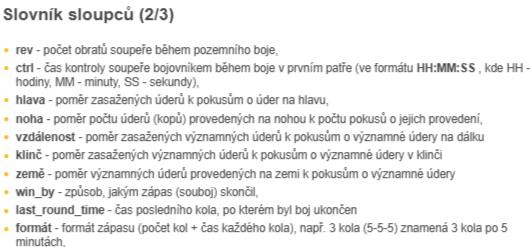 Slovník sloupců (2/3)
• rev - počet obratů soupeře během pozemního boje,
• ctrl - čas kontroly soupeře bojovníkem během boje v prvním patře (ve formátu HH:MM:SS , kde HH -
hodiny, MM - minuty, SS - sekundy),
• hlava - poměr zasažených úderů k pokusům o úder na hlavu,
• noha - poměr počtu úderů (kopů) provedených na nohou k počtu pokusů o jejich provedení,
• vzdálenost - poměr zasažených významných úderů k pokusům o významné údery na dálku
• klinč - poměr zasažených významných úderů k pokusům o významné údery v klinči
• země - poměr významných úderů provedených na zemi k pokusům o významné údery
• win_by - způsob, jakým zápas (souboj) skončil,
• last_round_time - čas posledního kola, po kterém byl boj ukončen
• formát - formát zápasu (počet kol + čas každého kola), např. 3 kola (5-5-5) znamená 3 kola po 5
minutách,